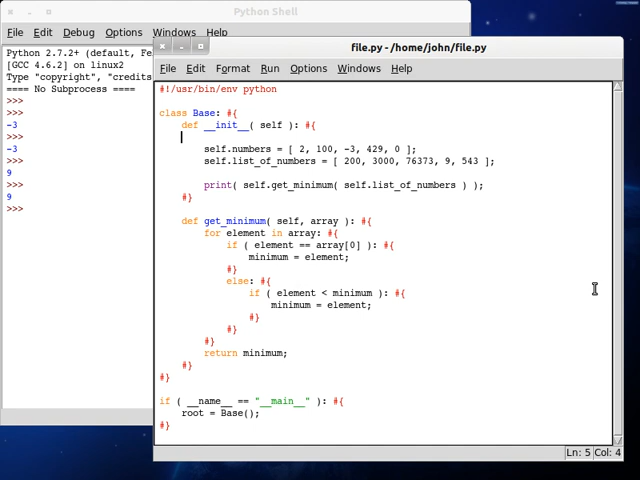 Python Shell
File Edit Debug Options Windows Help
Python 2.7.2+ (default, Fe
[GCC 4.6.2] on linux2
Type "copyright", "credits
==== No Subprocess ====
>>>
>>>
-3
>>>
-3
>>>
9
>>>
9
>>>
file.py - /home/john/file.py
File Edit Format Run Options Windows Help
#!/usr/bin/env python
class Base: #{
def __init__( self ): #{
self.numbers = [ 2, 100, -3, 429, 0 ];
self.list_of_numbers = [ 200, 3000, 76373, 9, 543 ];
print( self.get_minimum( self.list_of_numbers ) );
#}
def get_minimum( self, array ): #{
for element in array: #{
if ( element == array[0] ): #{
minimum = element;
#}
else: #{
if ( element < minimum ): #{
minimum = element;
#}
#}
#}
return minimum;
#}
#}
if ( __name__ == "__main__" ): #{
root = Base();
#}
Ln: 5 Col: 4